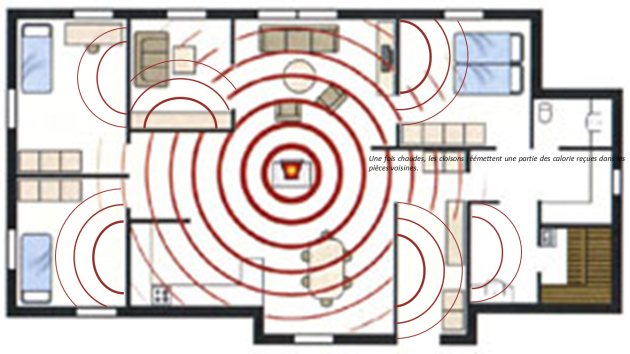 Une fois chaudes, les cloisons réémettent une partie des calorie reçues dans les
pièces voisines.